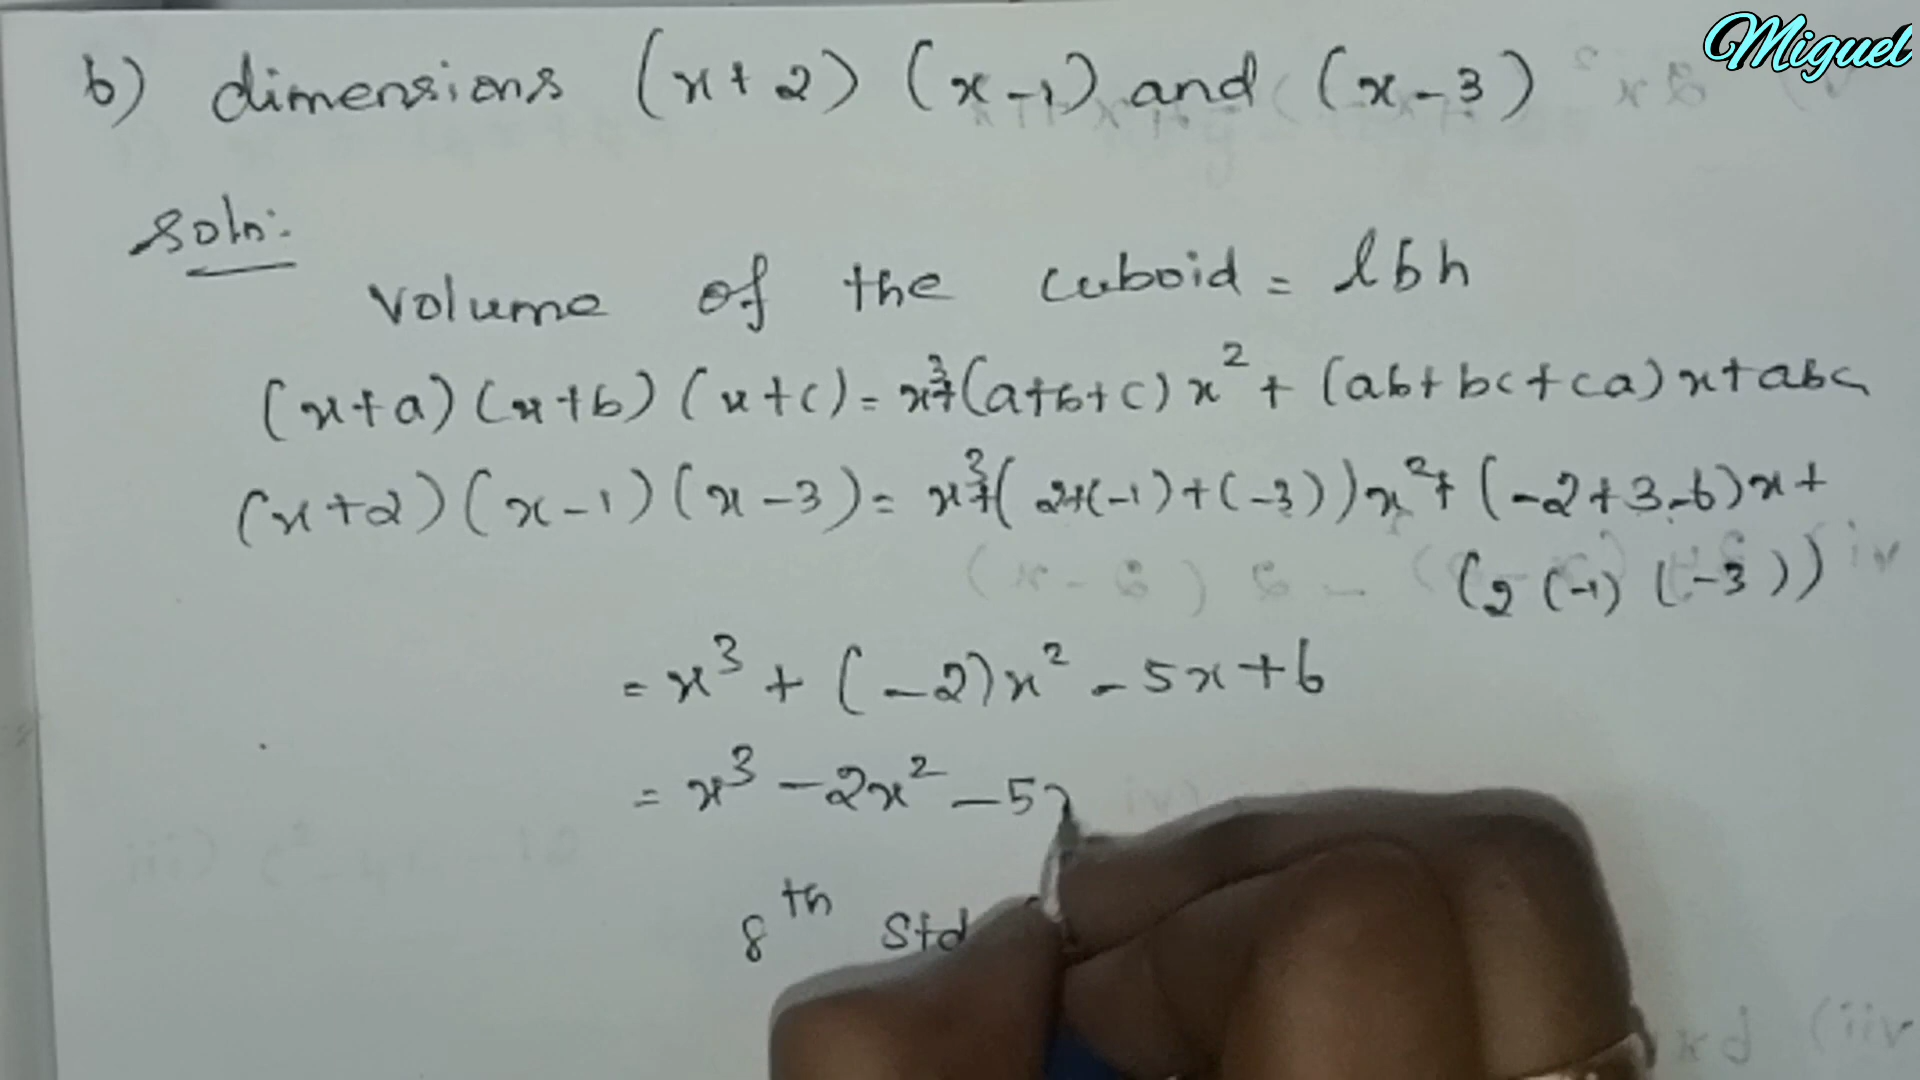 Miguel
b) dimensions (x+2) (x-1) and (x-3)
Soln:
Volume of the cuboid = lbh
(x+a) (x+b) (x+c) = x³+(a+b+c)x²+(ab+bc+ca)x+abc
(x+2)(x-1)(x-3) = x³+(2+(-1)+(-3))x²+(-2+3-6)x+
(2(-1)(-3))
= x³+(-2)x²-5x+6
= x³-2x²-5x
8th Std